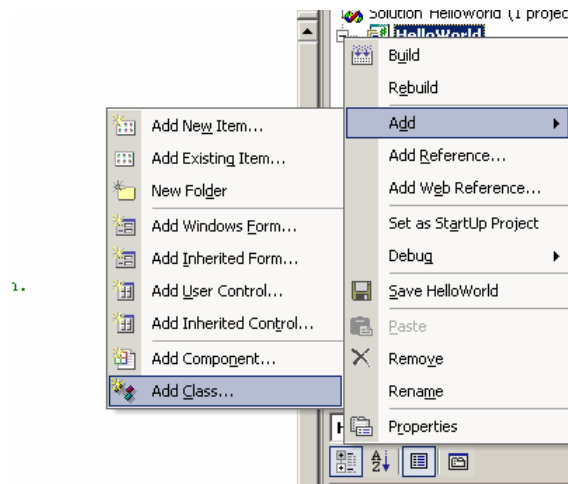 Solution HelloWorld (1 projec
HelloWorld
Build
Rebuild
Add
Add Reference...
Add Web Reference...
Set as StartUp Project
Debug
Save HelloWorld
Paste
Remove
Rename
Properties
Add New Item...
Add Existing Item...
New Folder
Add Windows Form...
Add Inherited Form...
Add User Control...
Add Inherited Control...
Add Component...
Add Class...
n.